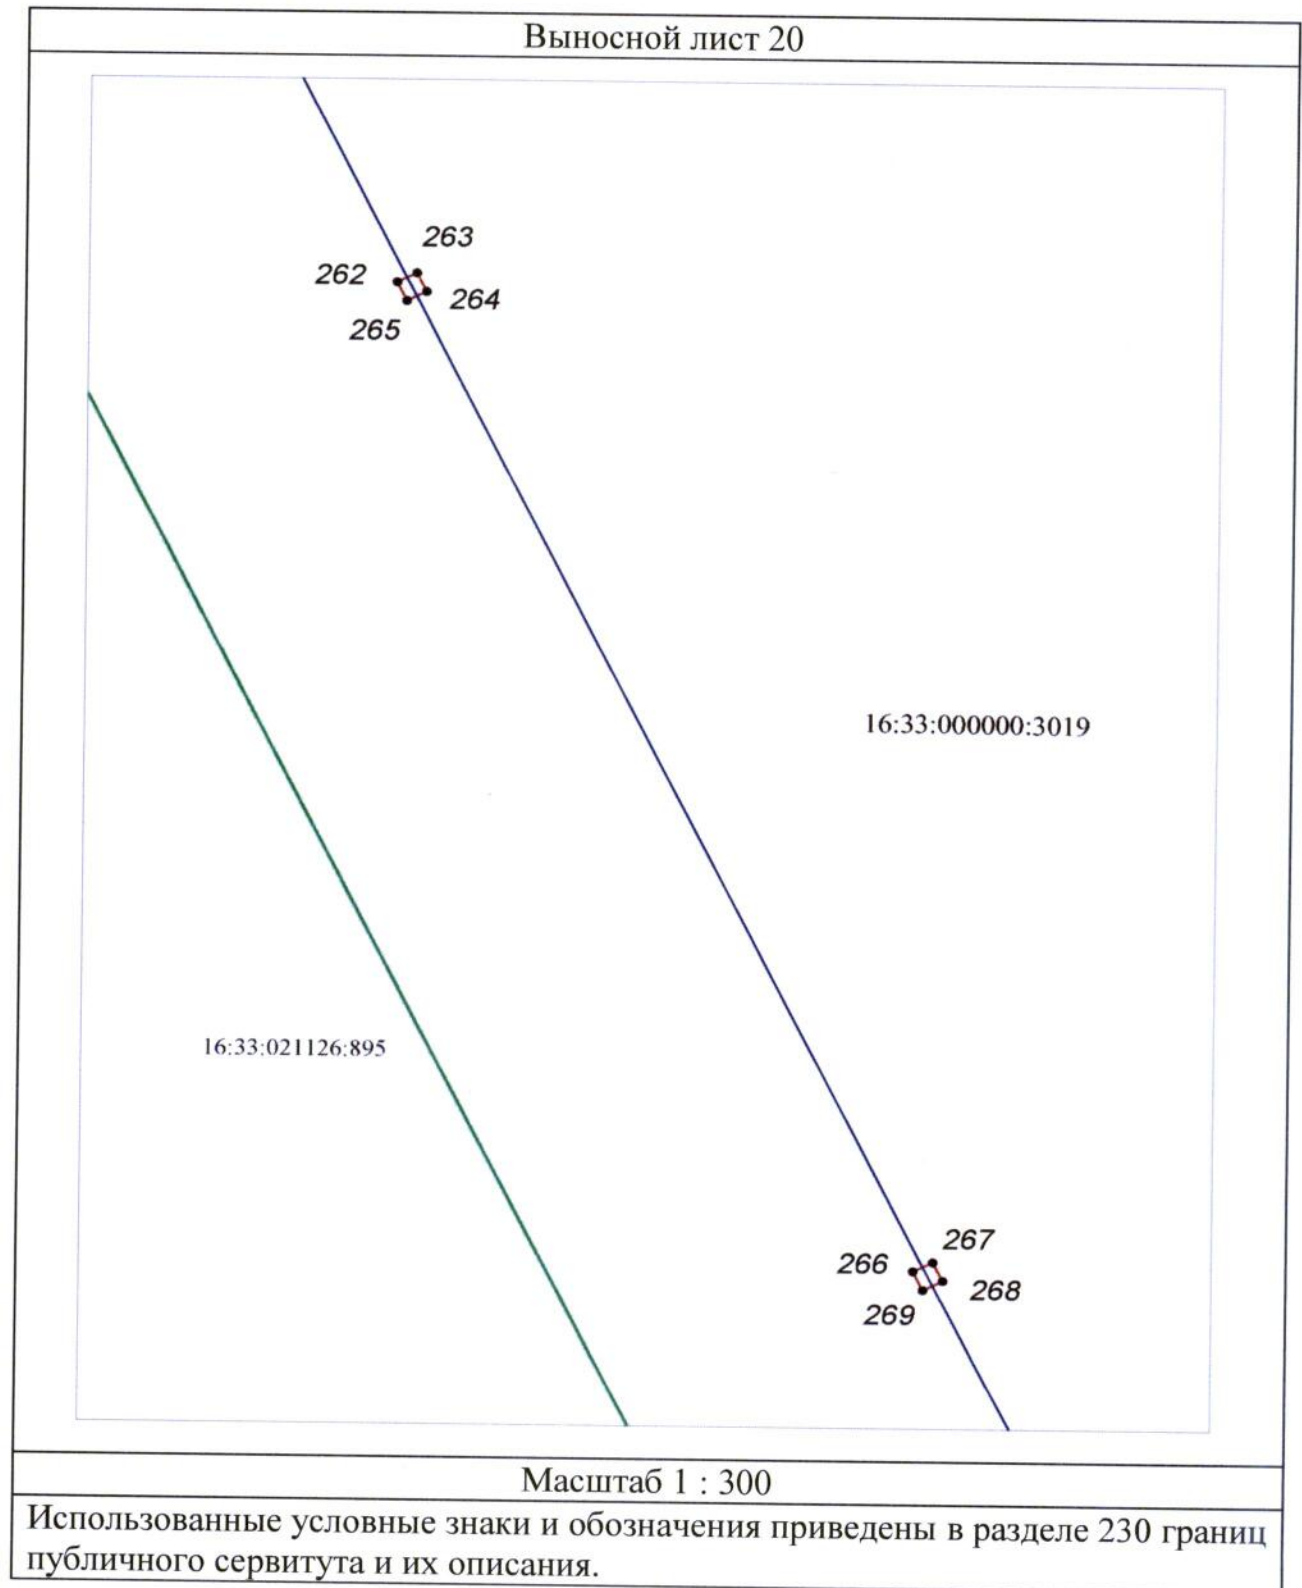 Выносной лист 20
263
262
264
265
16:33:000000:3019
16:33:021126:895
267
266
268
269
Масштаб 1 : 300
Использованные условные знаки и обозначения приведены в разделе 230 границ
публичного сервитута и их описания.